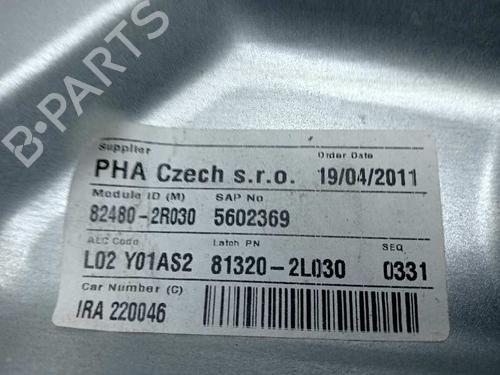 B-PARTS
Supplier Order Date
PHA Czech s.r.o. 19/04/2011
Module ID (M) SAP No
82480-2R030 5602369
ALC Code Latch PN SEQ
L02 Y01AS2 81320-2L030 0331
Car Number (C)
IRA 220046